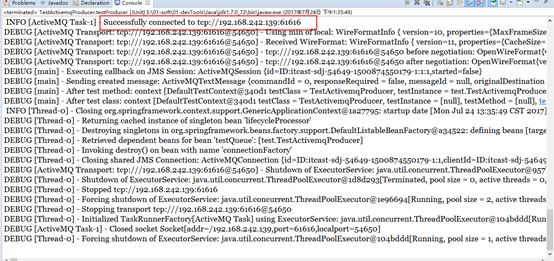 Problems Javadoc Declaration Console
<terminated> TestActivemqProducer.testProducer [JUnit] E:\01-soft\01-devTools\Java\jdk1.7.0_72\bin\javaw.exe (2017年7月24日 下午1:35:49)
INFO [ActiveMQ Task-1] - Successfully connected to tcp://192.168.242.139:61616
DEBUG [ActiveMQ Transport: tcp:///192.168.242.139:61616@54650] - Using min of local: WireFormatInfo { version=10, properties={MaxFrameSize
DEBUG [ActiveMQ Transport: tcp:///192.168.242.139:61616@54650] - Received WireFormat: WireFormatInfo { version=11, properties={CacheSize=
DEBUG [ActiveMQ Transport: tcp:///192.168.242.139:61616@54650] - tcp:///192.168.242.139:61616@54650 before negotiation: OpenWireFormat{v
DEBUG [ActiveMQ Transport: tcp:///192.168.242.139:61616@54650] - tcp:///192.168.242.139:61616@54650 after negotiation: OpenWireFormat{ver
DEBUG [main] - Executing callback on JMS Session: ActiveMQSession {id=ID:itcast-sdj-54649-1500874550179-1:1:1,started=false}
DEBUG [main] - Sending created message: ActiveMQTextMessage {commandId = 0, responseRequired = false, messageId = null, originalDestination
DEBUG [main] - After test method: context [DefaultTestContext@340d1 testClass = TestActivemqProducer, testInstance = test.TestActivemqProduce
DEBUG [main] - After test class: context [DefaultTestContext@340d1 testClass = TestActivemqProducer, testInstance = [null], testMethod = [null],
INFO [Thread-0] - Closing org.springframework.context.support.GenericApplicationContext@1a27795: startup date [Mon Jul 24 13:35:49 CST 2017]
DEBUG [Thread-0] - Returning cached instance of singleton bean 'lifecycleProcessor'
DEBUG [Thread-0] - Destroying singletons in org.springframework.beans.factory.support.DefaultListableBeanFactory@a34522: defining beans [targe
DEBUG [Thread-0] - Retrieved dependent beans for bean 'testQueue': [test.TestActivemqProducer]
DEBUG [Thread-0] - Invoking destroy() on bean with name 'connectionFactory'
DEBUG [Thread-0] - Closing shared JMS Connection: ActiveMQConnection {id=ID:itcast-sdj-54649-1500874550179-1:1,clientId=ID:itcast-sdj
DEBUG [Thread-0] - Shutdown of ExecutorService: java.util.concurrent.ThreadPoolExecutor@957
DEBUG [Thread-0] - Shutdown of ExecutorService: java.util.concurrent.ThreadPoolExecutor@1d8d293[Terminated, pool size = 0, active threads = 0,
DEBUG [Thread-0] - Stopped tcp://192.168.242.139:61616
DEBUG [Thread-0] - Forcing shutdown of ExecutorService: java.util.concurrent.ThreadPoolExecutor@1e96694[Running, pool size = 2, active threads
DEBUG [Thread-0] - Stopping transport tcp:///192.168.242.139:61616@54650
DEBUG [Thread-0] - Initialized TaskRunnerFactory[ActiveMQ Task] using ExecutorService: java.util.concurrent.ThreadPoolExecutor@104bddd[Runn
DEBUG [ActiveMQ Task-1] - Closed socket Socket[addr=/192.168.242.139,port=61616,localport=54650]
DEBUG [Thread-0] - Forcing shutdown of ExecutorService: java.util.concurrent.ThreadPoolExecutor@104bddd[Running, pool size = 1, active threads